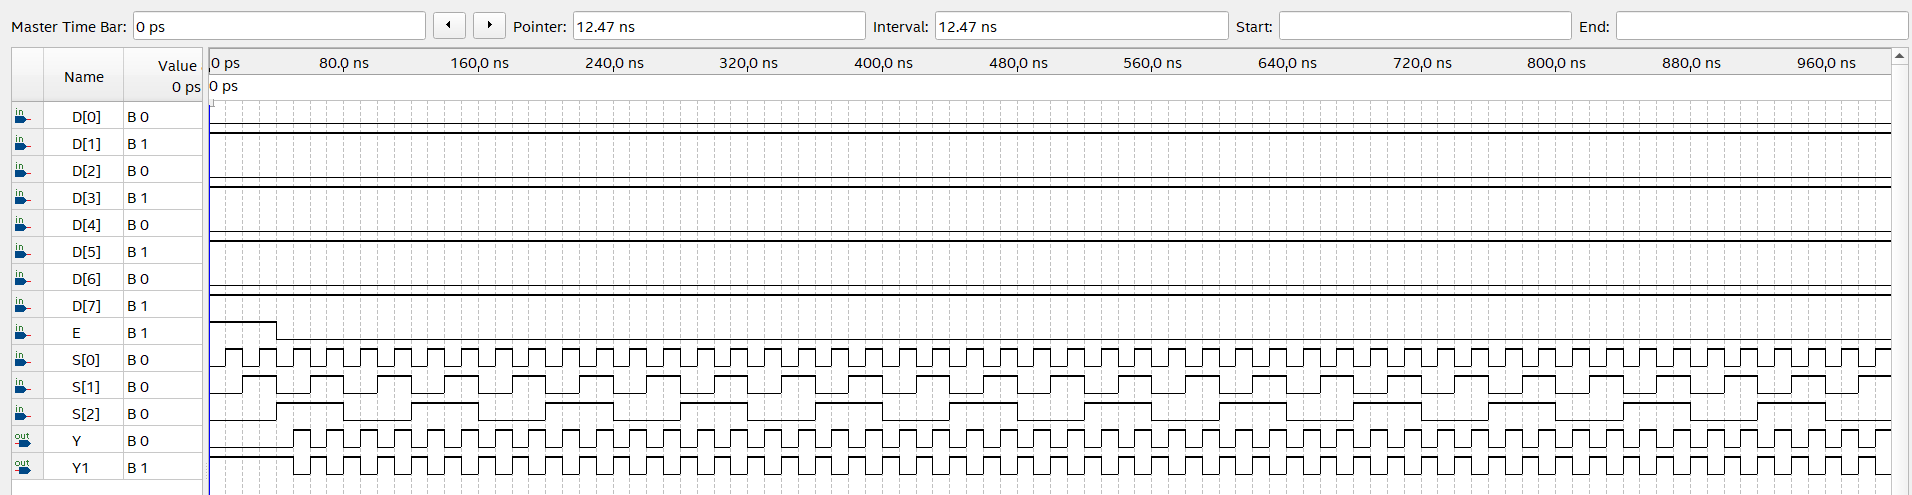 Master Time Bar: 0 ps Pointer: 12.47 ns Interval: 12.47 ns Start: End:
Name Value 0 ps
0 ps 80.0 ns 160,0 ns 240,0 ns 320,0 ns 400,0 ns 480,0 ns 560,0 ns 640,0 ns 720,0 ns 800,0 ns 880,0 ns 960,0 ns
0 ps
in D[0] B 0
in D[1] B 1
in D[2] B 0
in D[3] B 1
in D[4] B 0
in D[5] B 1
in D[6] B 0
in D[7] B 1
in E B 1
in S[0] B 0
in S[1] B 0
in S[2] B 0
out Y B 0
out Y1 B 1